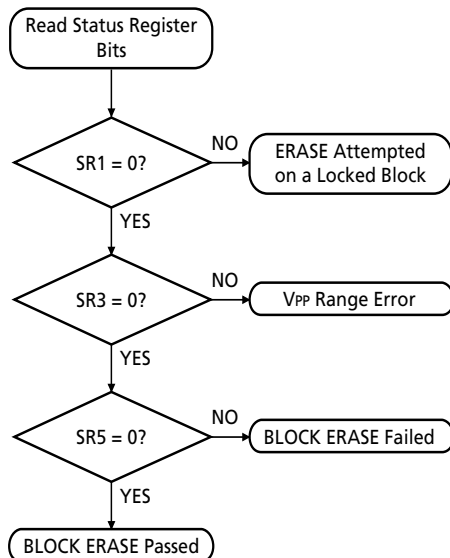 Read Status Register
Bits
SR1 = 0?
NO
ERASE Attempted
on a Locked Block
YES
SR3 = 0?
NO
VPP Range Error
YES
SR5 = 0?
NO
BLOCK ERASE Failed
YES
BLOCK ERASE Passed